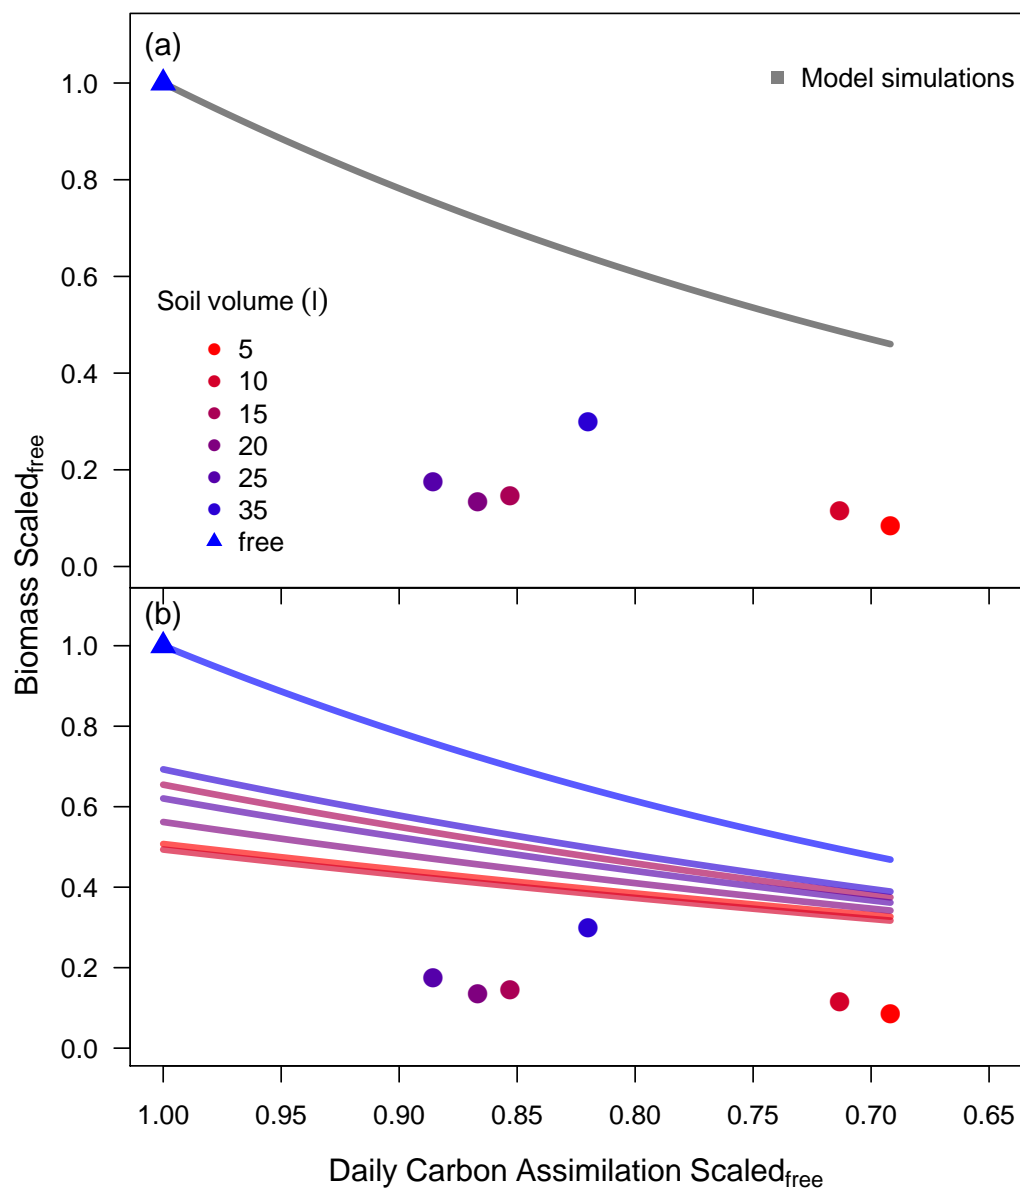 (a)
Model simulations
1.0
0.8
0.6
0.4
0.2
0.0
Soil volume (l)
5
10
15
20
25
35
free
Biomass Scaledfree
(b)
1.0
0.8
0.6
0.4
0.2
0.0
1.00 0.95 0.90 0.85 0.80 0.75 0.70 0.65
Daily Carbon Assimilation Scaledfree